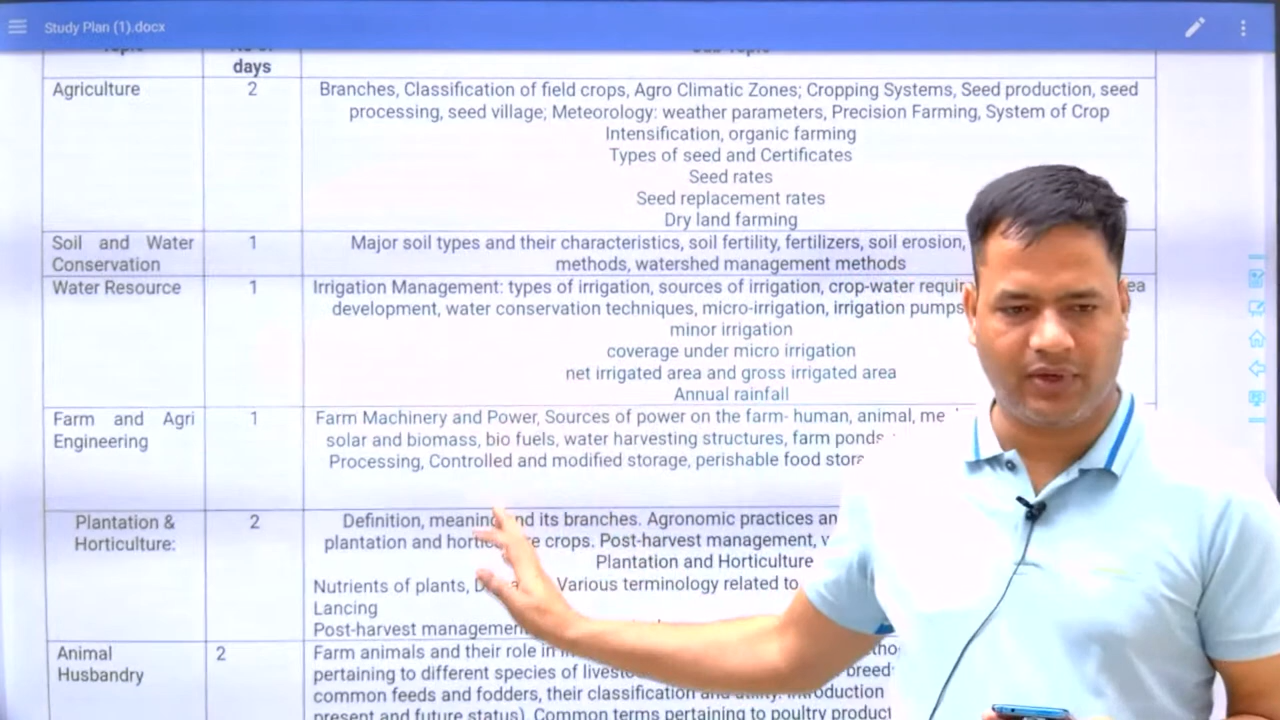 Study Plan (1).docx
days
Agriculture
2
Branches, Classification of field crops, Agro Climatic Zones; Cropping Systems, Seed production, seed
processing, seed village; Meteorology: weather parameters, Precision Farming, System of Crop
Intensification, organic farming
Types of seed and Certificates
Seed rates
Seed replacement rates
Dry land farming
Soil and Water
Conservation
1
Major soil types and their characteristics, soil fertility, fertilizers, soil erosion,
methods, watershed management methods
Water Resource
1
Irrigation Management: types of irrigation, sources of irrigation, crop-water
development, water conservation techniques, micro-irrigation, irrigation pumps
minor irrigation
coverage under micro irrigation
net irrigated area and gross irrigated area
Annual rainfall
Farm and Agri
Engineering
1
Farm Machinery and Power, Sources of power on the farm- human, animal,
solar and biomass, bio fuels, water harvesting structures, farm ponds
Processing, Controlled and modified storage, perishable food
Plantation &
Horticulture:
2
Definition, meaning and its branches. Agronomic practices
plantation and crops. Post-harvest management,
Plantation and Horticulture
Nutrients of plants, Various terminology related to
Lancing
Post-harvest management
Animal
Husbandry
2
Farm animals and their role in
pertaining to different species of
common feeds and fodders, their classification and utility.
present and future status). Common terms pertaining to poultry